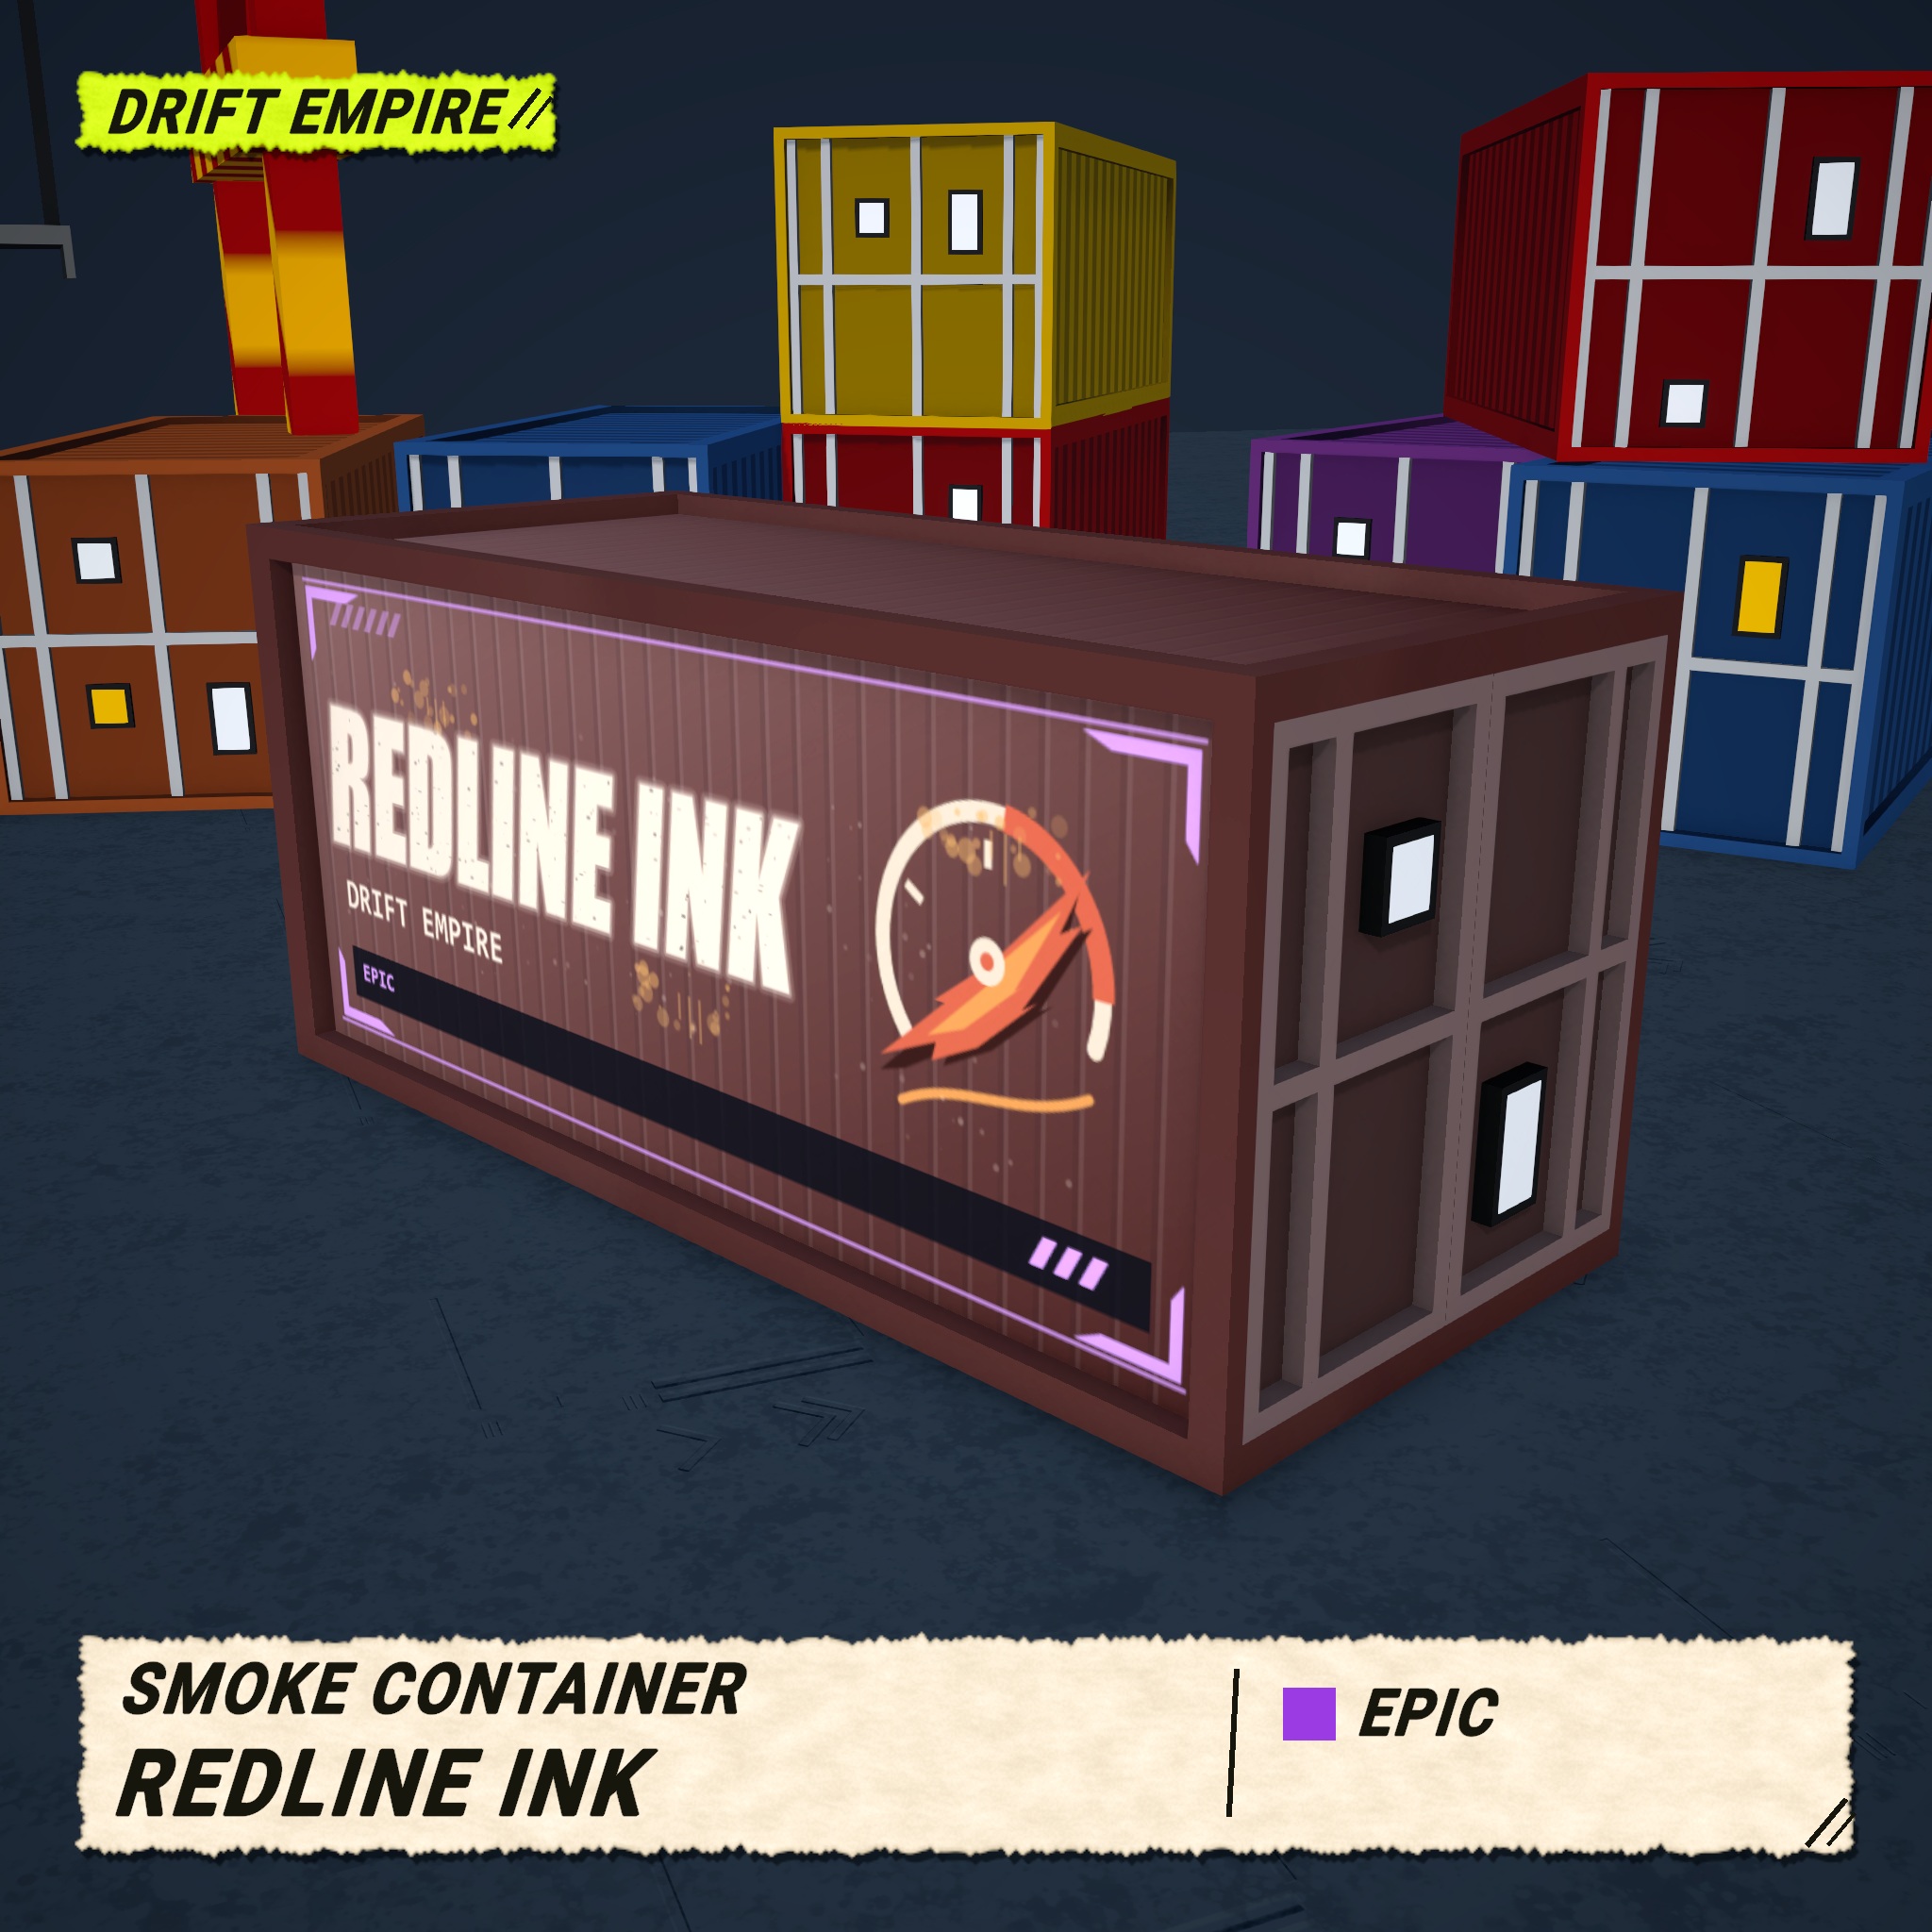 DRIFT EMPIRE//
REDLINE INK
DRIFT EMPIRE
EPIC
SMOKE CONTAINER
REDLINE INK
EPIC